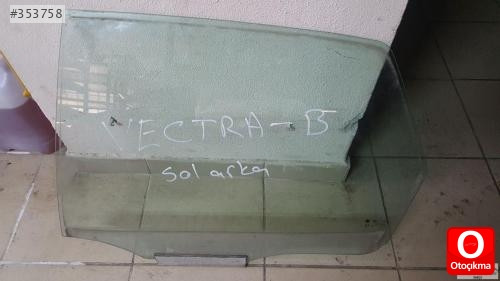 #353758
VECTRA-B
sol arka
O
Otoçıkma